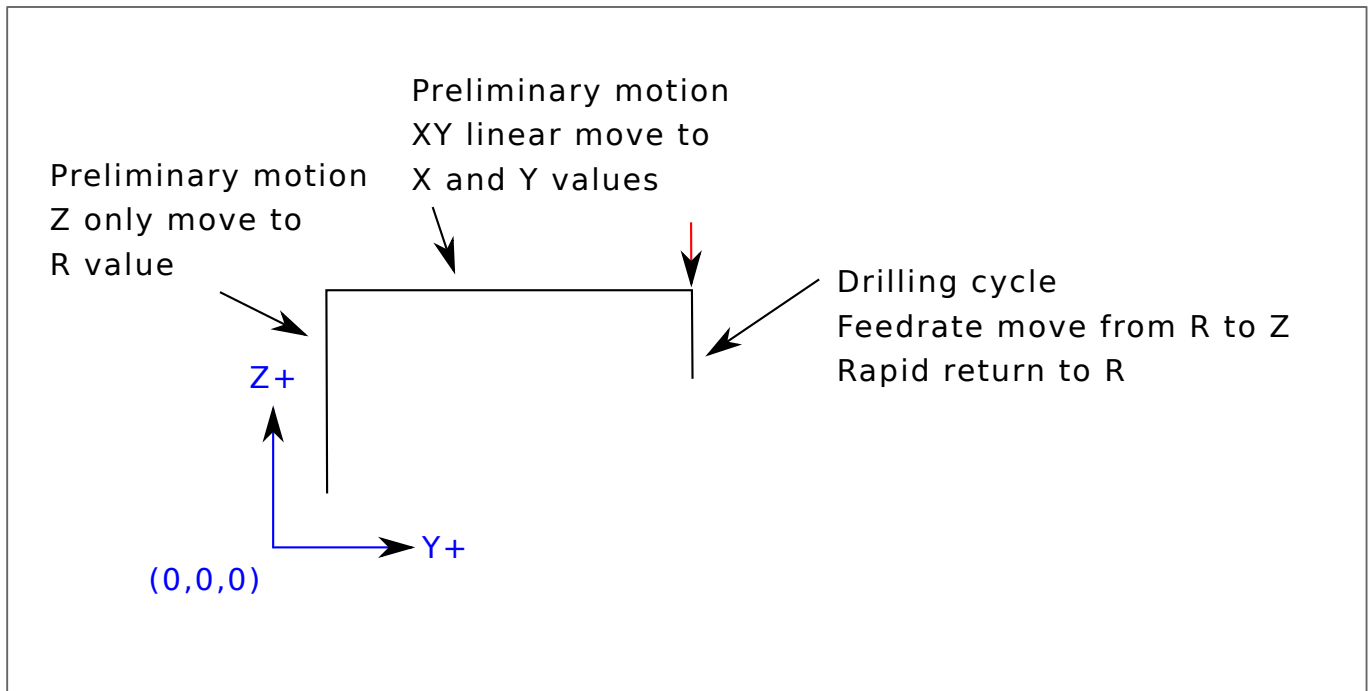 Preliminary motion
XY linear move to
X and Y values
Preliminary motion
Z only move to
R value
Drilling cycle
Feedrate move from R to Z
Rapid return to R
Z+
Y+
(0,0,0)